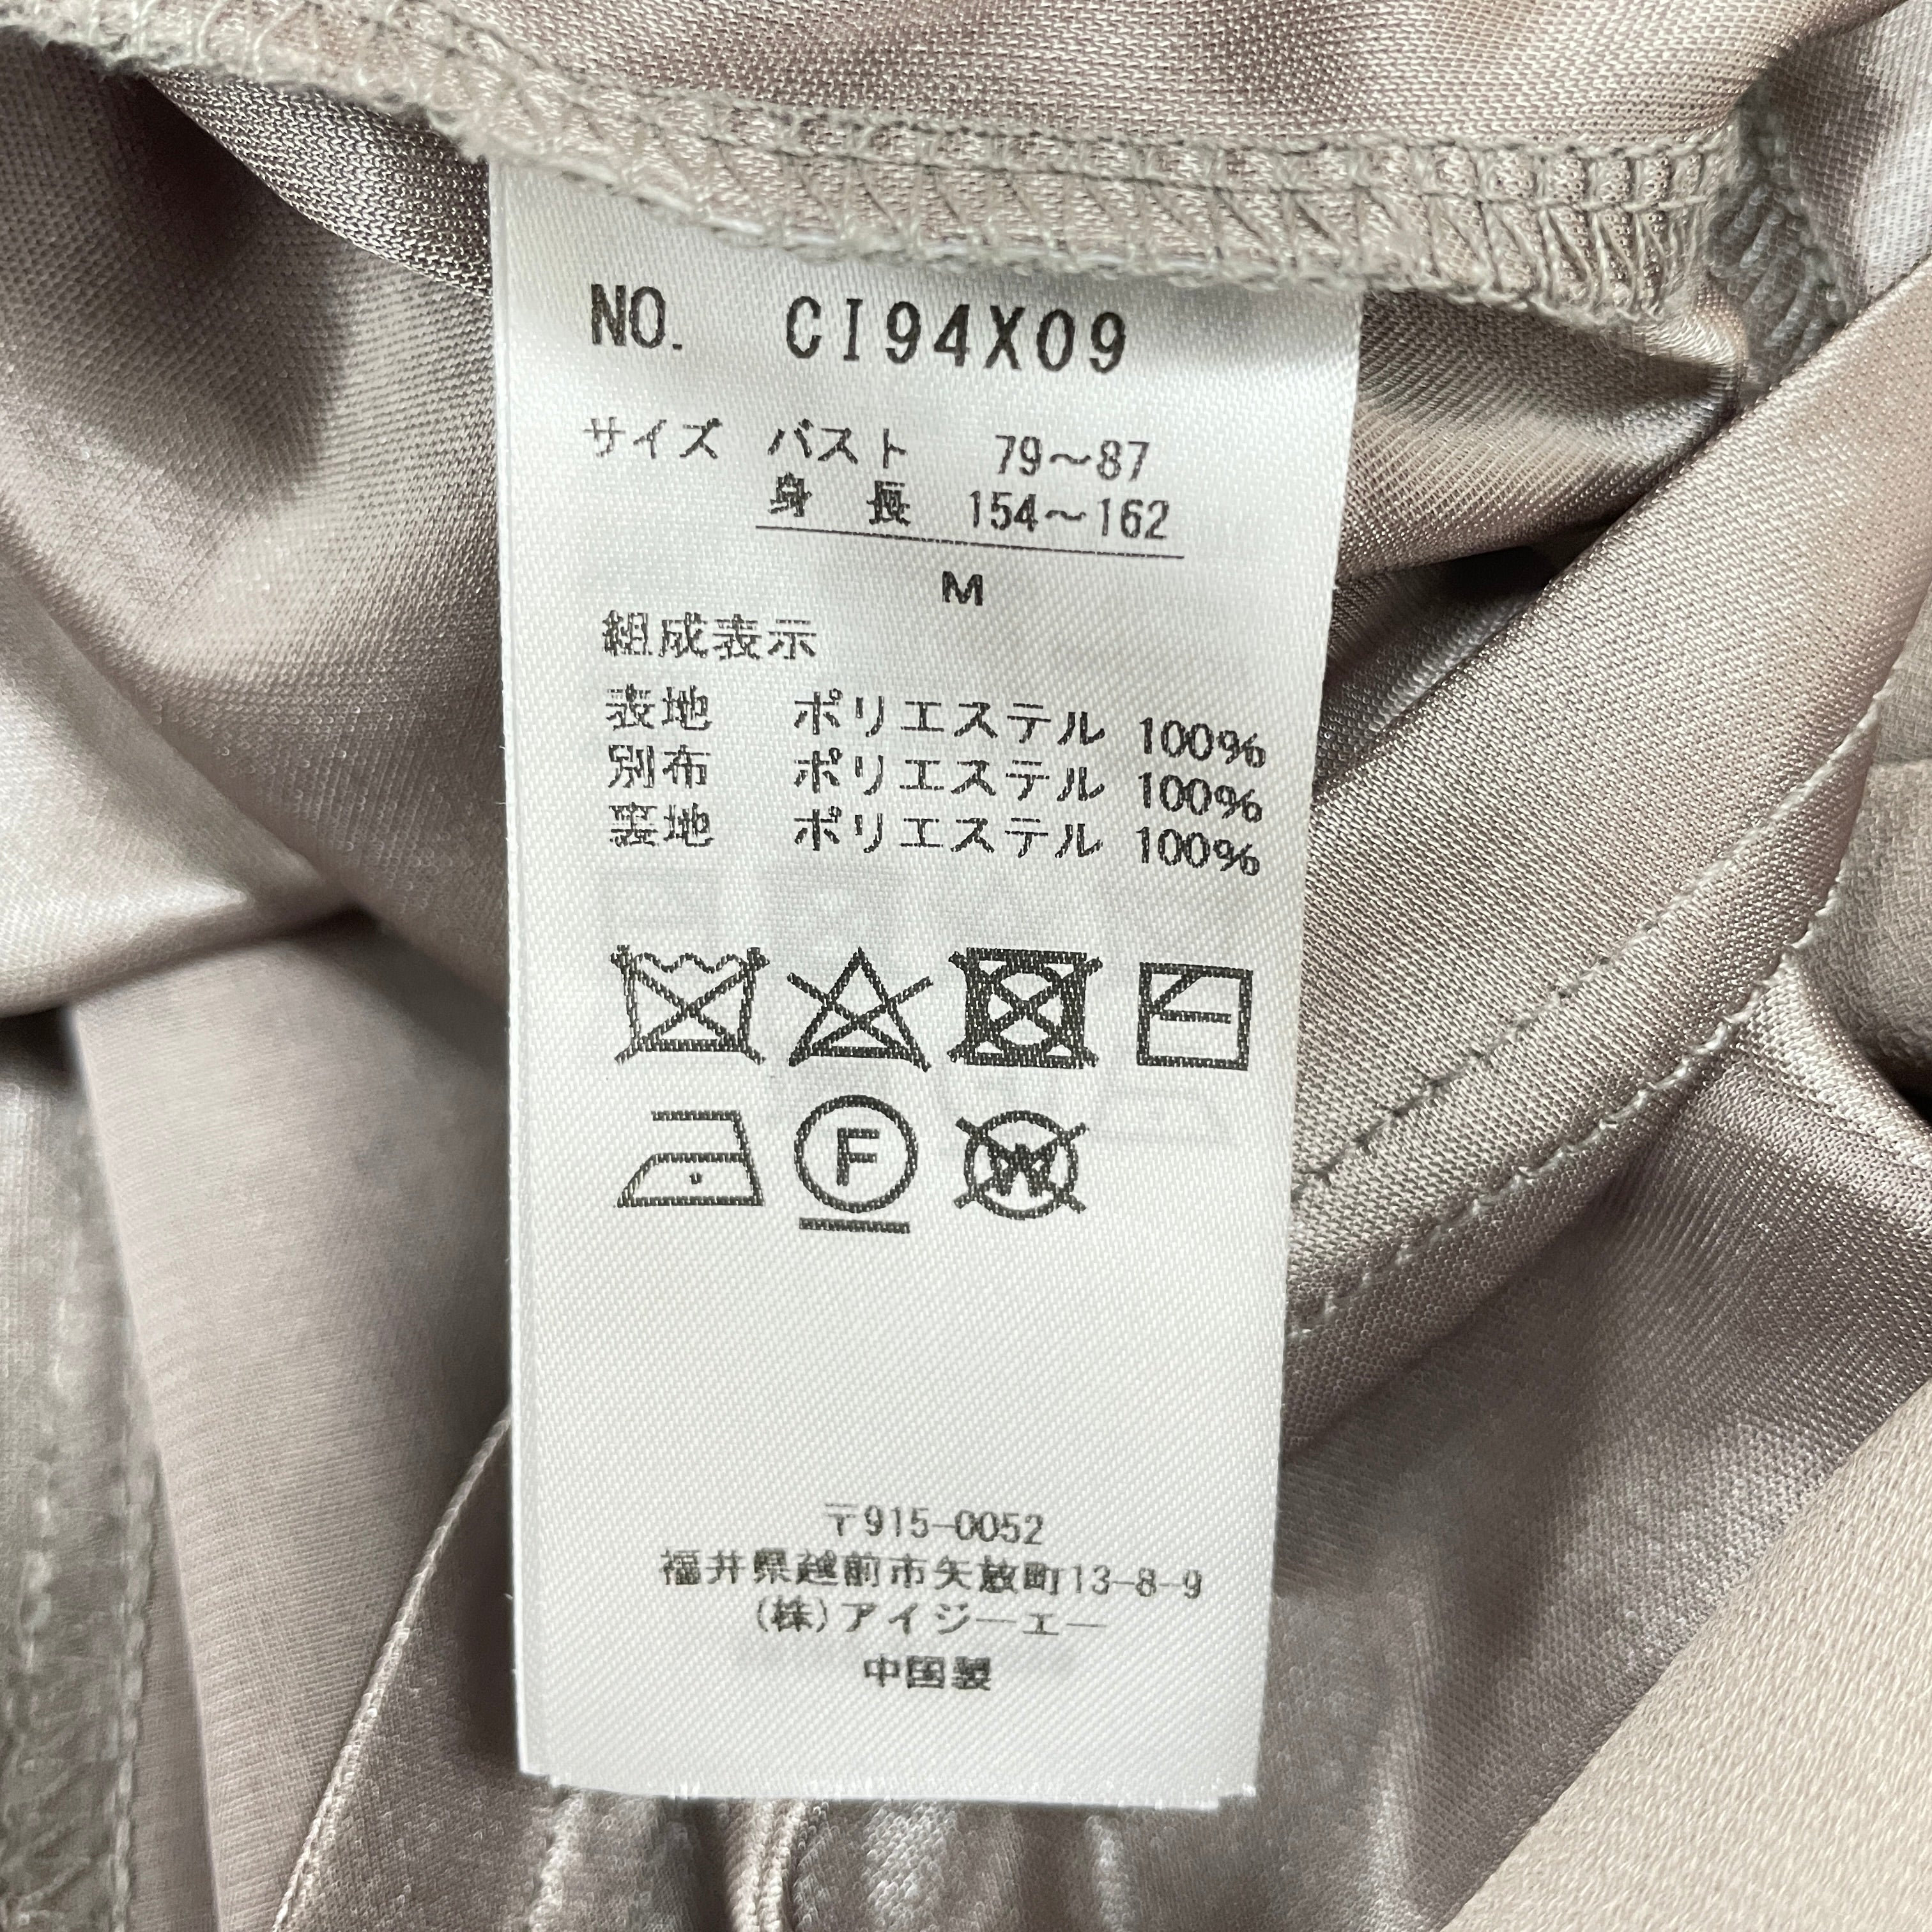 NO. CI94X09
サイズ バスト 79～87
身長 154～162
M
組成表示
表地 ポリエステル 100%
別布 ポリエステル 100%
裏地 ポリエステル 100%
F
W
〒915-0052
福井県越前市矢放町13-8-9
(株)アイジーエー
中国製